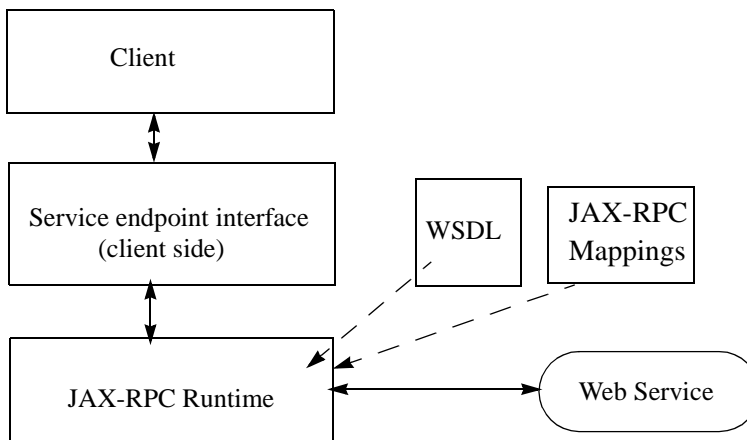 Client
Service endpoint interface
(client side)
WSDL
JAX-RPC
Mappings
JAX-RPC Runtime
Web Service